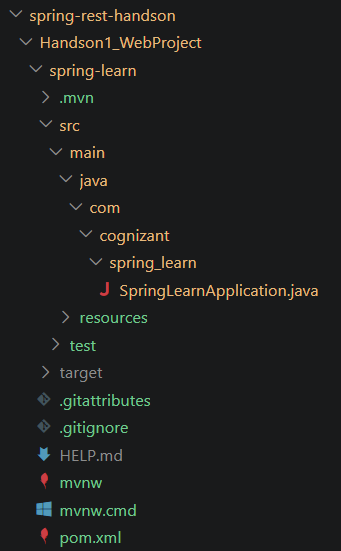 spring-rest-handson
Handson1_WebProject
spring-learn
.mvn
src
main
java
com
cognizant
spring_learn
SpringLearnApplication.java
resources
test
target
.gitattributes
.gitignore
HELP.md
mvnw
mvnw.cmd
pom.xml